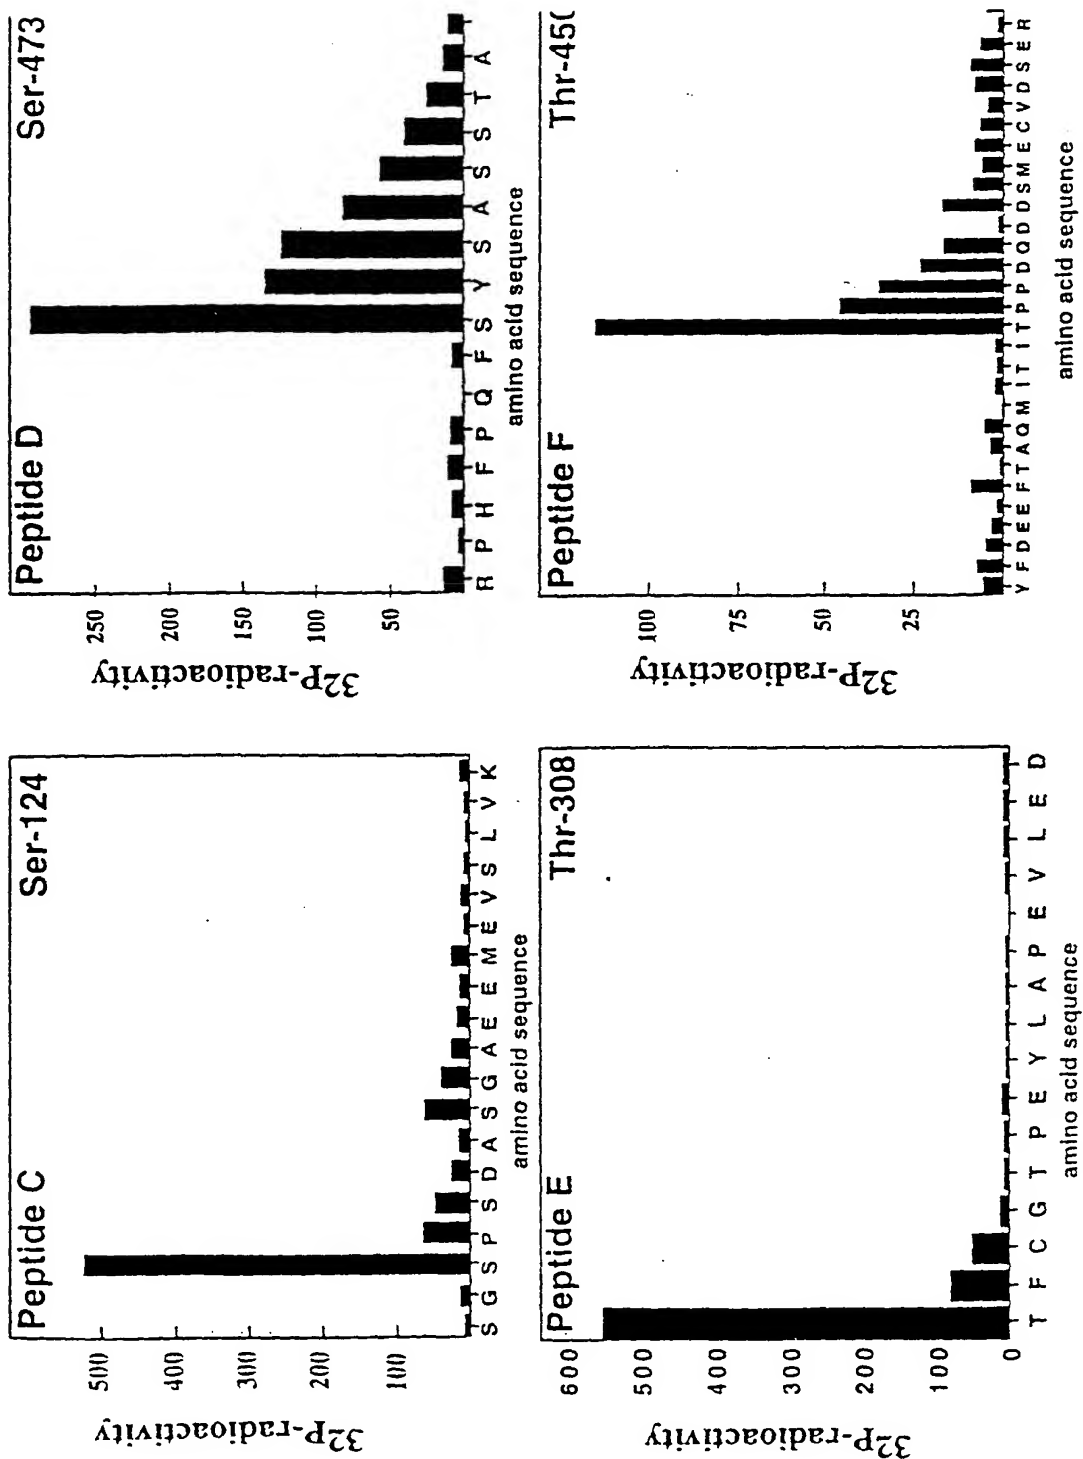 Peptide C Ser-124
500
400
300
200
100
32P-radioactivity
S G S P S D A S G A E E M E V S L V K
amino acid sequence
Peptide D Ser-473
250
200
150
100
50
32P-radioactivity
R P H F P Q F S Y S A S S T A
amino acid sequence
Peptide E Thr-308
600
500
400
300
200
100
0
32P-radioactivity
T F C G T P E Y L A P E V L E D
amino acid sequence
Peptide F Thr-45(
100
75
50
25
32P-radioactivity
Y F D E E F T A Q M I T I T P P D Q D D S M E C V D S E R
amino acid sequence